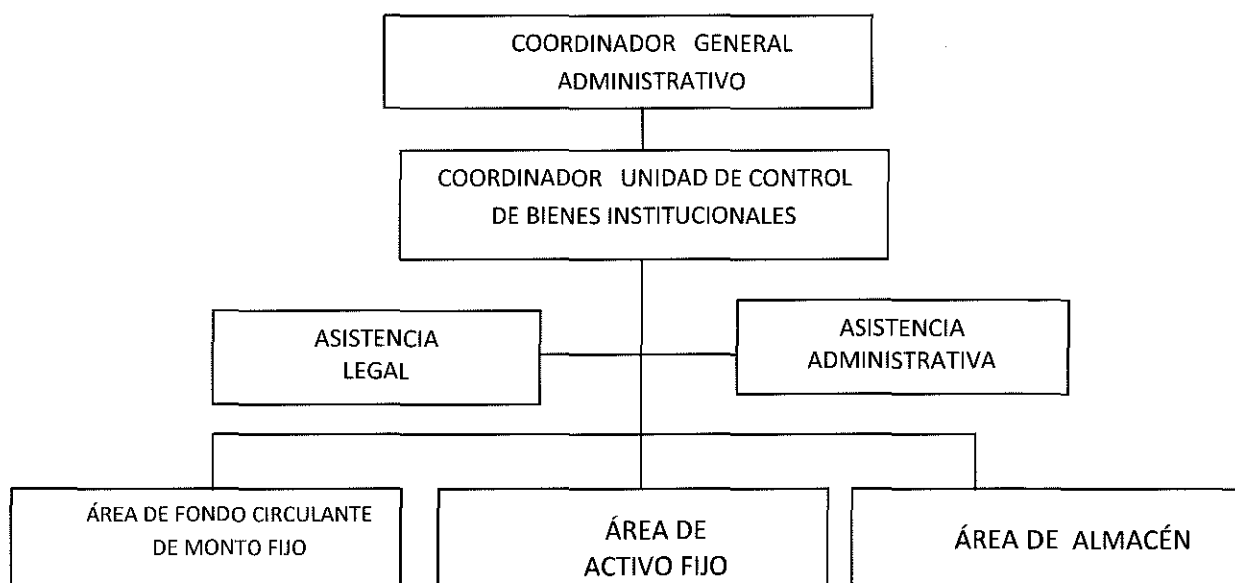 COORDINADOR GENERAL
ADMINISTRATIVO
COORDINADOR UNIDAD DE CONTROL
DE BIENES INSTITUCIONALES
ASISTENCIA
LEGAL
ASISTENCIA
ADMINISTRATIVA
ÁREA DE FONDO CIRCULANTE
DE MONTO FIJO
ÁREA DE
ACTIVO FIJO
ÁREA DE ALMACÉN